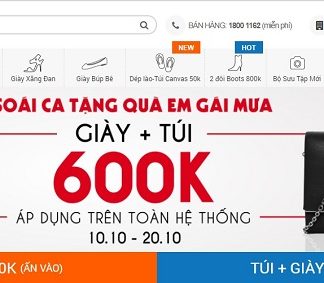 BÁN HÀNG: 1800 1162 (miễn phí)
NEW
HOT
Giày Xăng Đan
Giày Búp Bê
Dép lào-Túi Canvas 50k
2 đôi Boots 800k
Bộ Sưu Tập Mới
SOÁI CA TẶNG QUÀ EM GÁI MƯA
GIÀY + TÚI
600K
ÁP DỤNG TRÊN TOÀN HỆ THỐNG
10.10 - 20.10
0K (ẤN VÀO)
TÚI + GIÀY